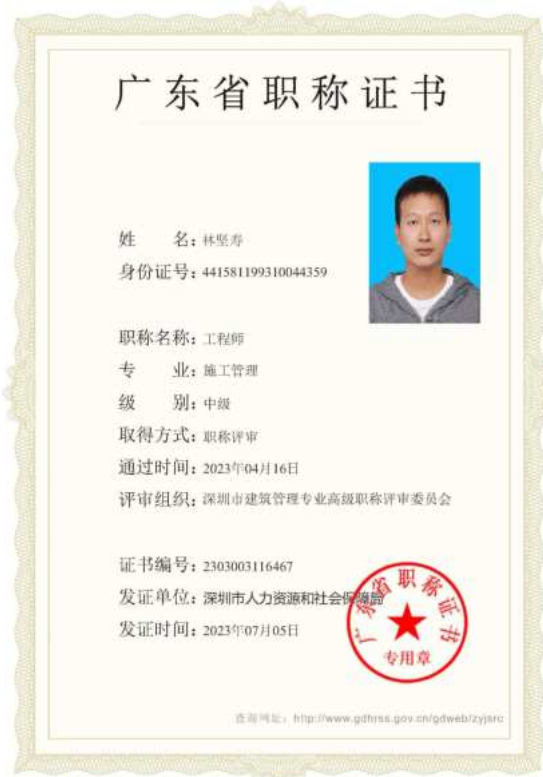 广东省职称证书
姓 名：林坚寿
身份证号：441581199310044359
职称名称：工程师
专 业：施工管理
级 别：中级
取得方式：职称评审
通过时间：2023年04月16日
评审组织：深圳市建筑管理专业高级职称评审委员会
证书编号：2303003116467
发证单位：深圳市人力资源和社会保障局
发证时间：2023年07月05日
广东省职称证书
专用章
查询网址：http://www.gdhrss.gov.cn/gdweb/zyjsrc